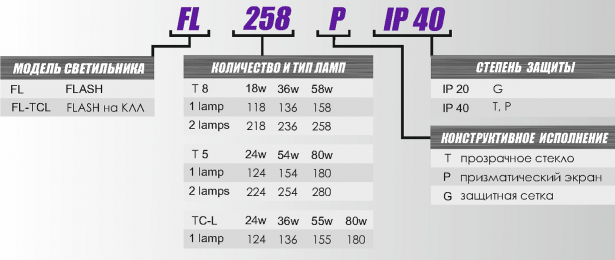 FL 258 P IP 40
МОДЕЛЬ СВЕТИЛЬНИКА
FL FLASH
FL-TCL FLASH на КЛЛ
КОЛИЧЕСТВО И ТИП ЛАМП
T 8 18w 36w 58w
1 lamp 118 136 158
2 lamps 218 236 258
T 5 24w 54w 80w
1 lamp 124 154 180
2 lamps 224 254 280
TC-L 24w 36w 55w 80w
1 lamp 124 136 155 180
СТЕПЕНЬ ЗАЩИТЫ
IP 20 G
IP 40 T, P
КОНСТРУКТИВНОЕ ИСПОЛНЕНИЕ
T прозрачное стекло
P призматический экран
G защитная сетка